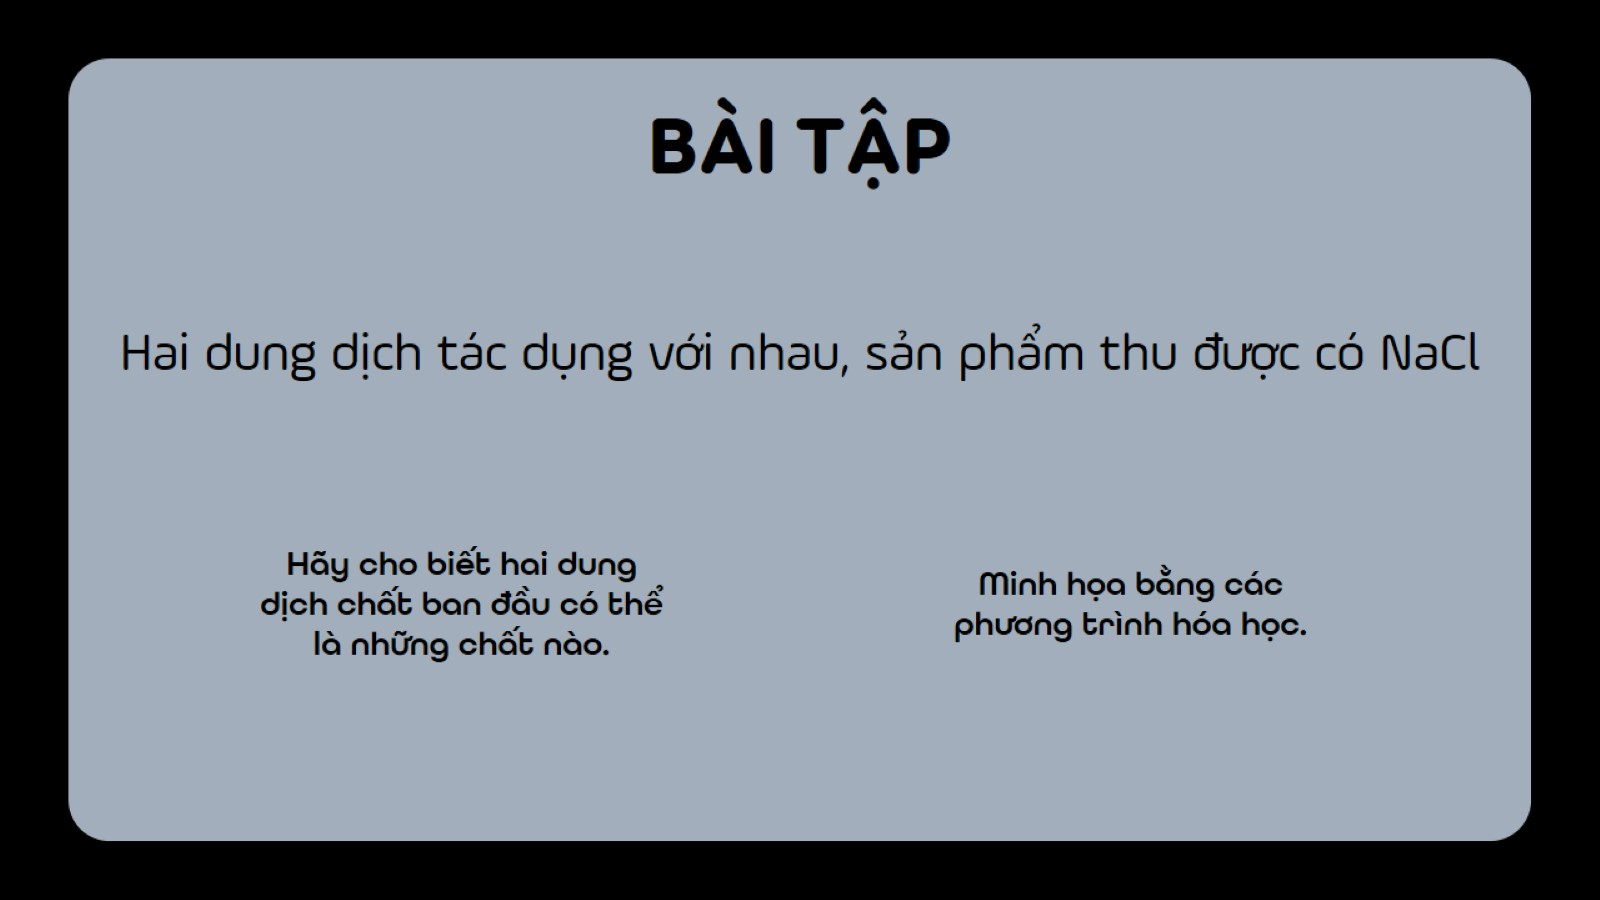 BÀI TẬP
Hai dung dịch tác dụng với nhau, sản phẩm thu được có NaCl
Hãy cho biết hai dung
dịch chất ban đầu có thể
là những chất nào.
Minh họa bằng các
phương trình hóa học.